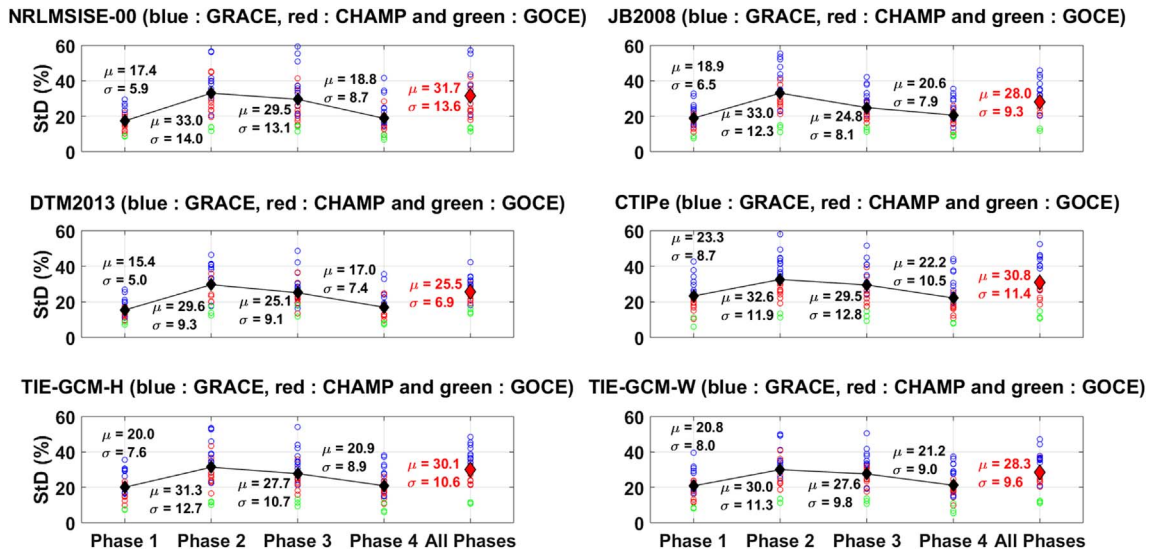 NRLMSISE-00 (blue : GRACE, red : CHAMP and green : GOCE)
StD (%)
60
40
20
0
μ = 17.4
σ = 5.9
μ = 33.0
σ = 14.0
μ = 29.5
σ = 13.1
μ = 18.8
σ = 8.7
μ = 31.7
σ = 13.6
JB2008 (blue : GRACE, red : CHAMP and green : GOCE)
60
40
20
0
μ = 18.9
σ = 6.5
μ = 33.0
σ = 12.3
μ = 24.8
σ = 8.1
μ = 20.6
σ = 7.9
μ = 28.0
σ = 9.3
DTM2013 (blue : GRACE, red : CHAMP and green : GOCE)
StD (%)
60
40
20
0
μ = 15.4
σ = 5.0
μ = 29.6
σ = 9.3
μ = 25.1
σ = 9.1
μ = 17.0
σ = 7.4
μ = 25.5
σ = 6.9
CTIPe (blue : GRACE, red : CHAMP and green : GOCE)
60
40
20
0
μ = 23.3
σ = 8.7
μ = 32.6
σ = 11.9
μ = 29.5
σ = 12.8
μ = 22.2
σ = 10.5
μ = 30.8
σ = 11.4
TIE-GCM-H (blue : GRACE, red : CHAMP and green : GOCE)
StD (%)
60
40
20
0
μ = 20.0
σ = 7.6
μ = 31.3
σ = 12.7
μ = 27.7
σ = 10.7
μ = 20.9
σ = 8.9
μ = 30.1
σ = 10.6
Phase 1 Phase 2 Phase 3 Phase 4 All Phases
TIE-GCM-W (blue : GRACE, red : CHAMP and green : GOCE)
60
40
20
0
μ = 20.8
σ = 8.0
μ = 30.0
σ = 11.3
μ = 27.6
σ = 9.8
μ = 21.2
σ = 9.0
μ = 28.3
σ = 9.6
Phase 1 Phase 2 Phase 3 Phase 4 All Phases